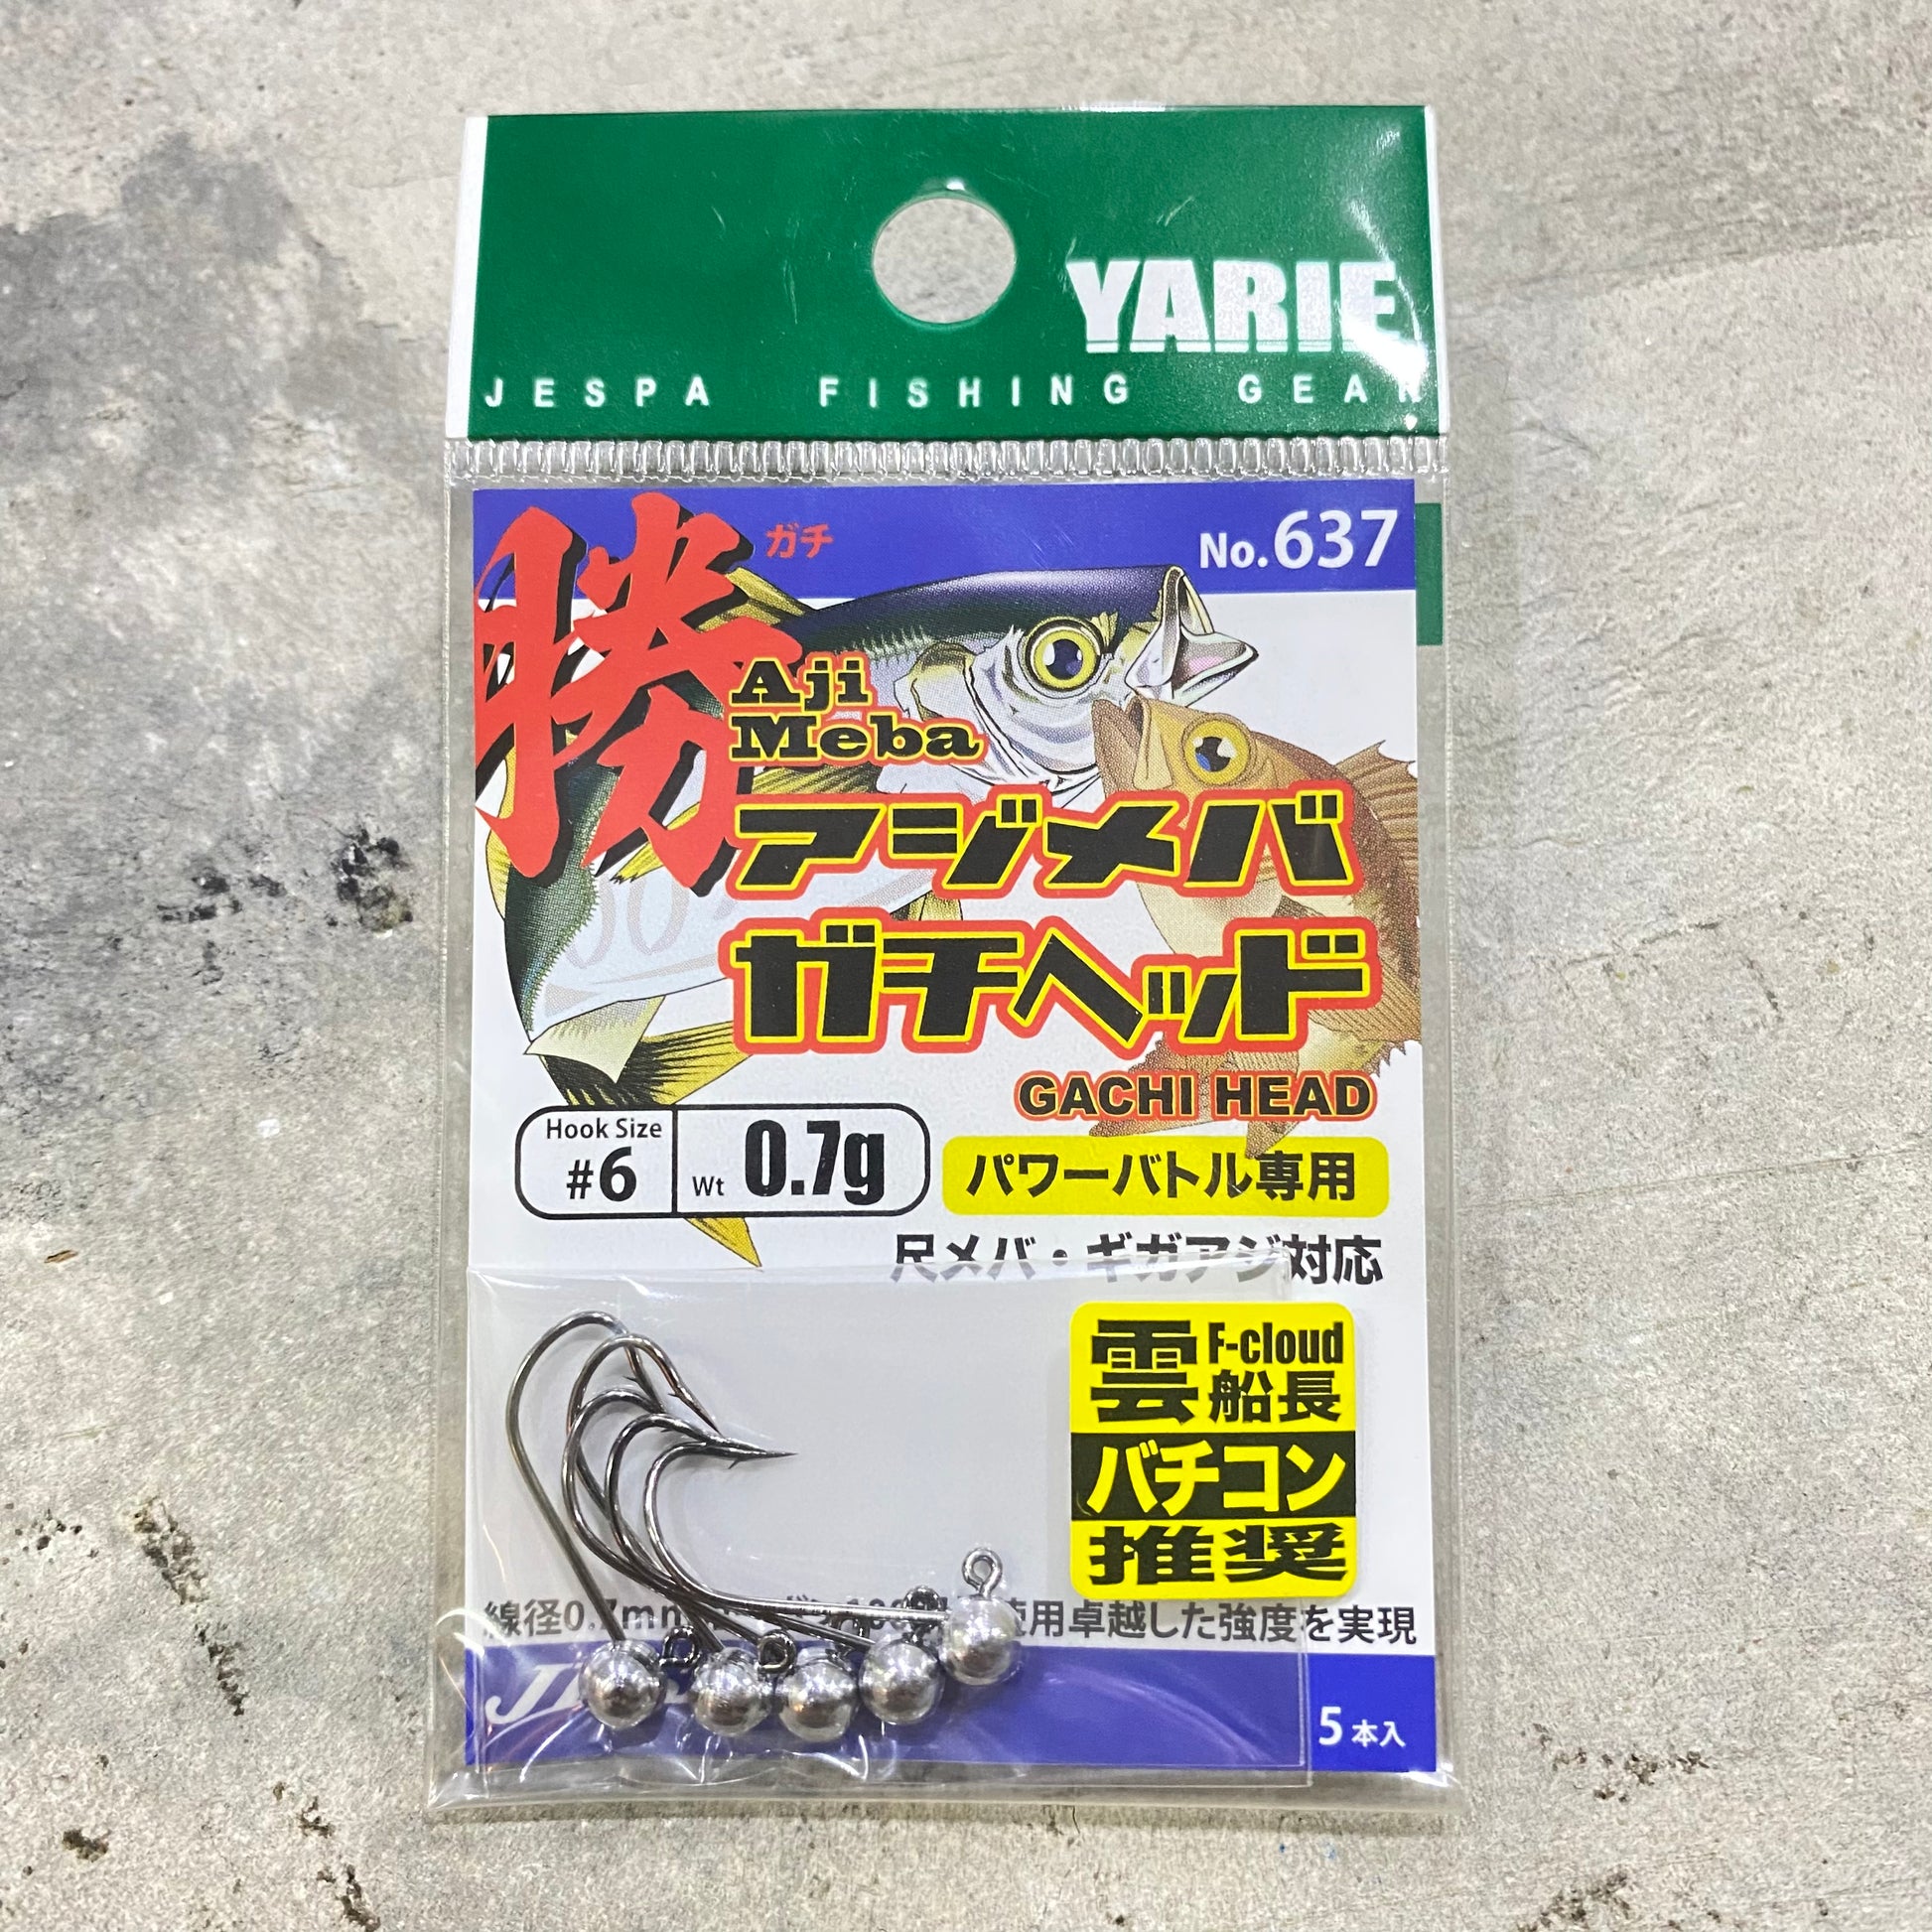 YARIE
JESPA FISHING GEAR
No.637
勝
ガチ
Aji
Meba
アジメバ
ガチヘッド
GACHI HEAD
Hook Size
#6
Wt 0.7g
パワーバトル専用
尺メバ・ギガアジ対応
雲 F-cloud
船長
バチコン
推奨
線径0.7mm 使用卓越した強度を実現
5本入